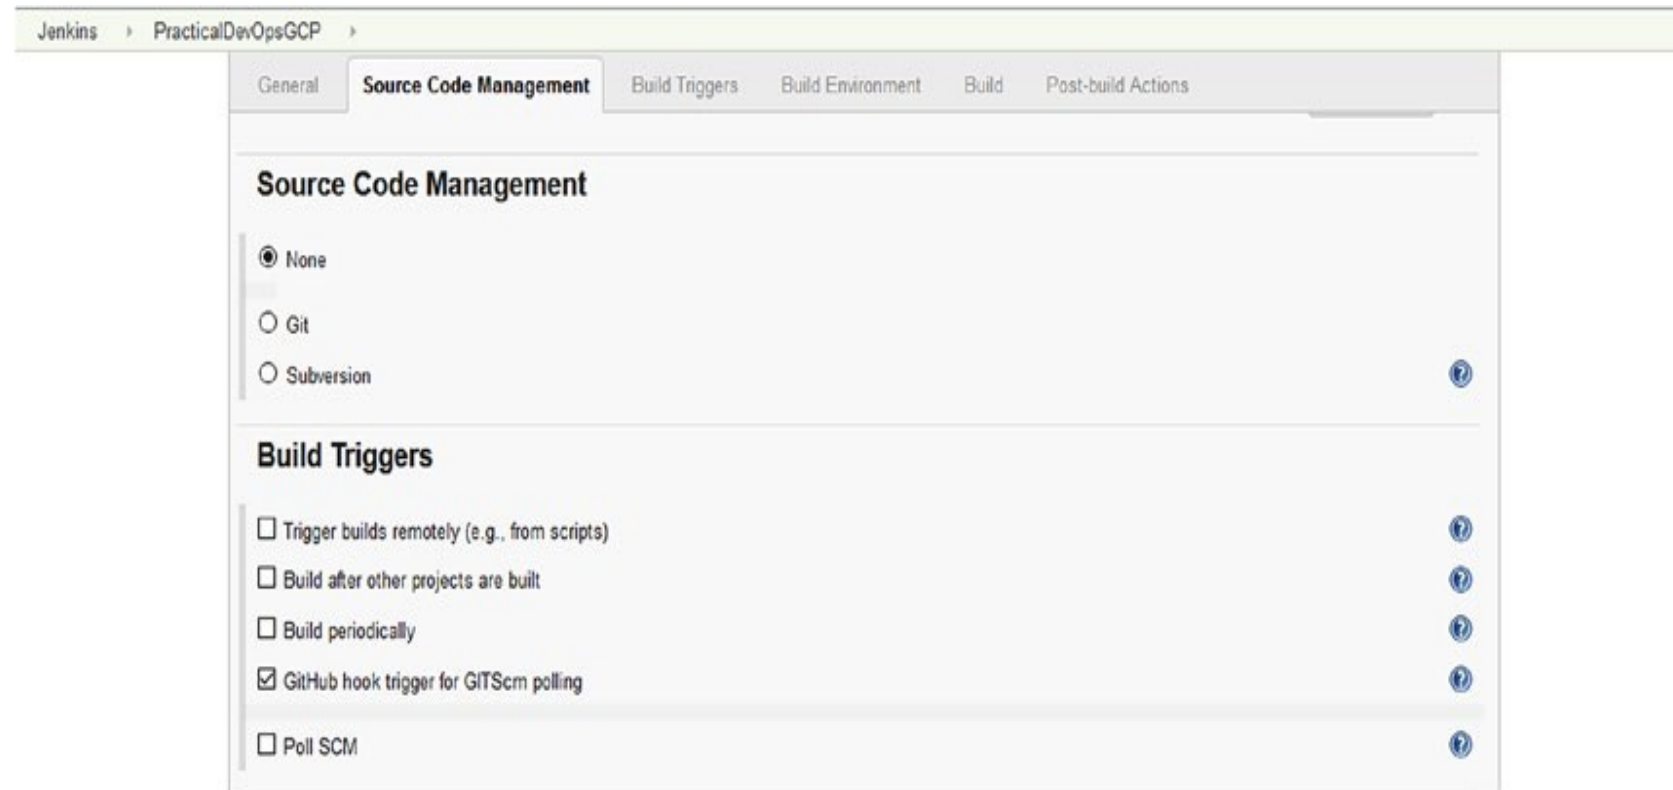 Jenkins PracticalDevOpsGCP
General Source Code Management Build Triggers Build Environment Build Post-build Actions
Source Code Management
None
Git
Subversion
Build Triggers
Trigger builds remotely (e.g., from scripts)
Build after other projects are built
Build periodically
GitHub hook trigger for GITScm polling
Poll SCM